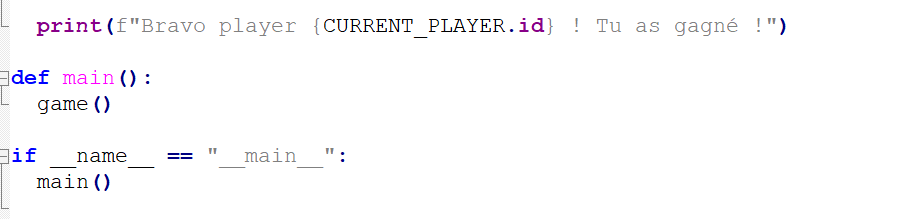 print(f"Bravo player {CURRENT_PLAYER.id} ! Tu as gagné !")
def main():
game()
if __name__ == "__main__":
main()